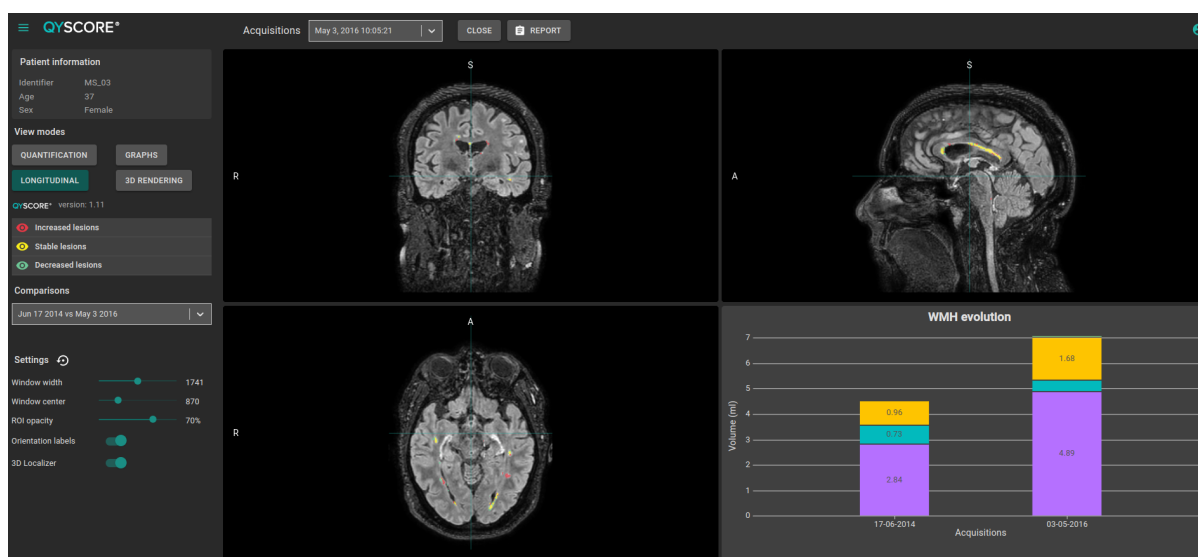 QYSCORE®
Acquisitions
May 3, 2016 10:05:21
CLOSE
REPORT
Patient information
Identifier MS_03
Age 37
Sex Female
View modes
QUANTIFICATION GRAPHS
LONGITUDINAL 3D RENDERING
QYSCORE® version: 1.11
Increased lesions
Stable lesions
Decreased lesions
Comparisons
Jun 17 2014 vs May 3 2016
Settings
Window width 1741
Window center 870
ROI opacity 70%
Orientation labels
3D Localizer
S
R
S
A
A
R
WMH evolution
Volume (ml)
7
6
5
4
3
2
1
0
0.96
0.73
2.84
1.68
4.89
17-06-2014 03-05-2016
Acquisitions